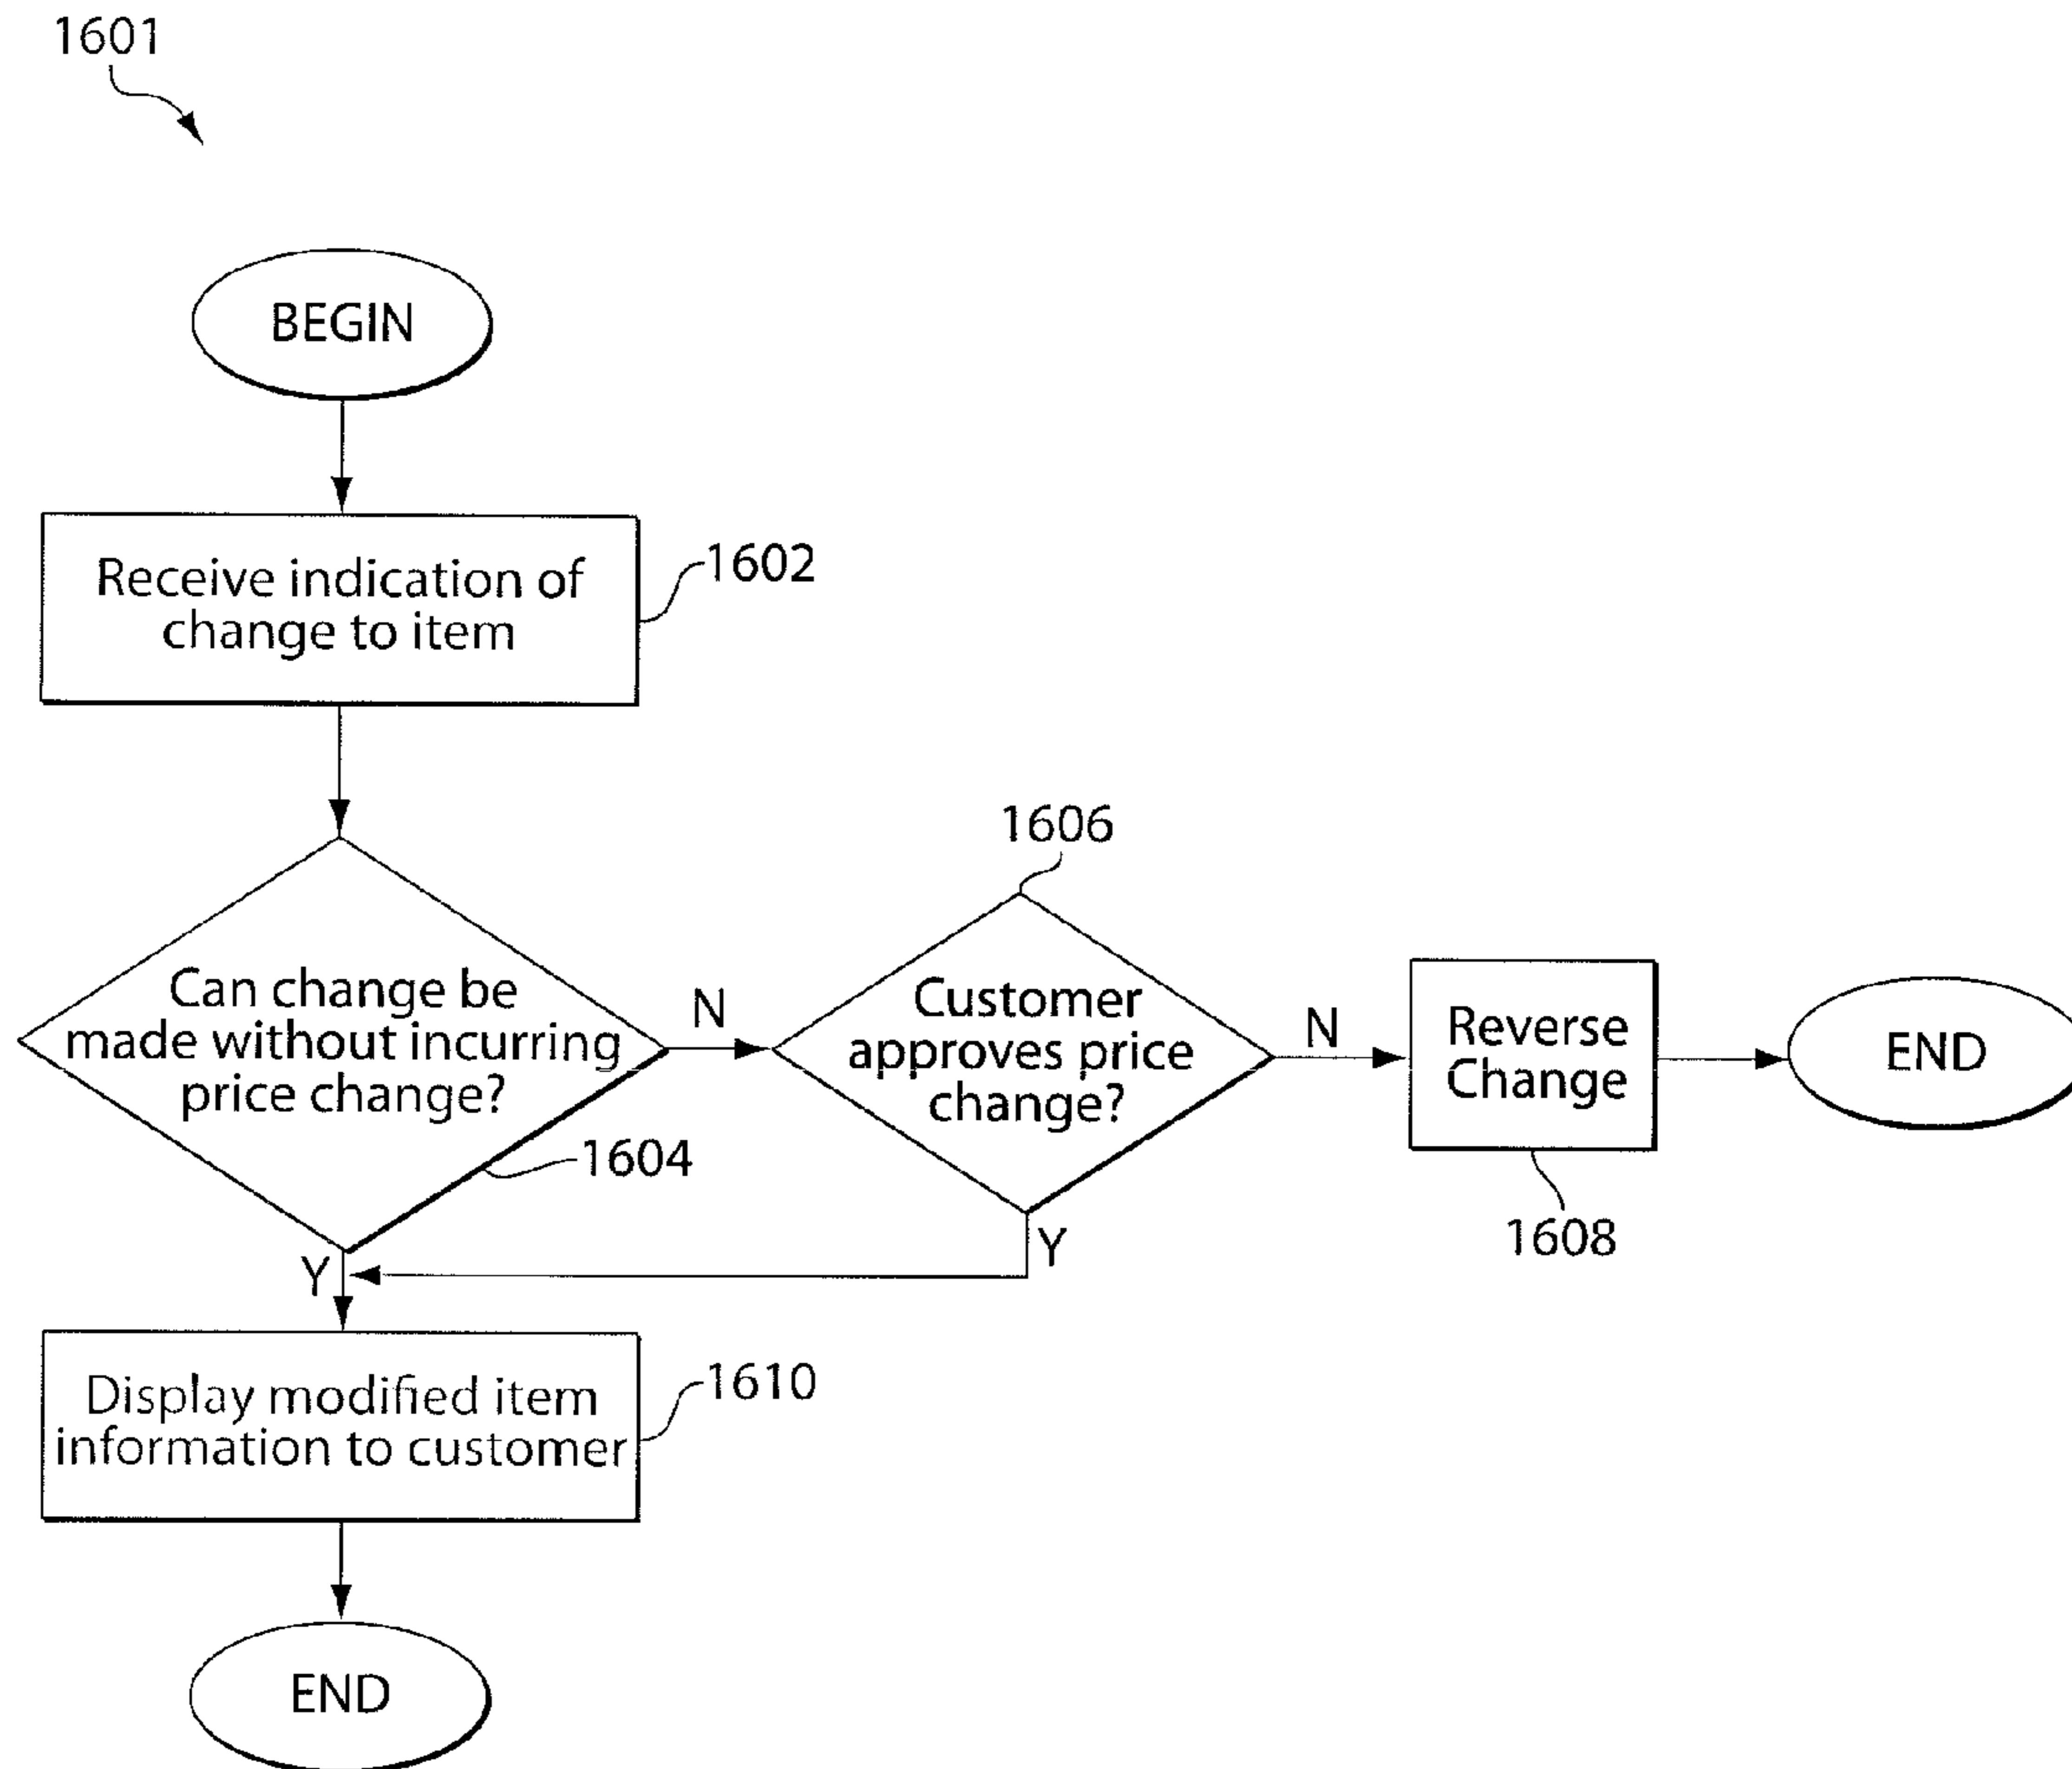 1601
BEGIN
Receive indication of
change to item
1602
Can change be
made without incurring
price change?
1604
N
Y
1606
Customer
approves price
change?
N
Y
Reverse
Change
1608
END
Display modified item
information to customer
1610
END